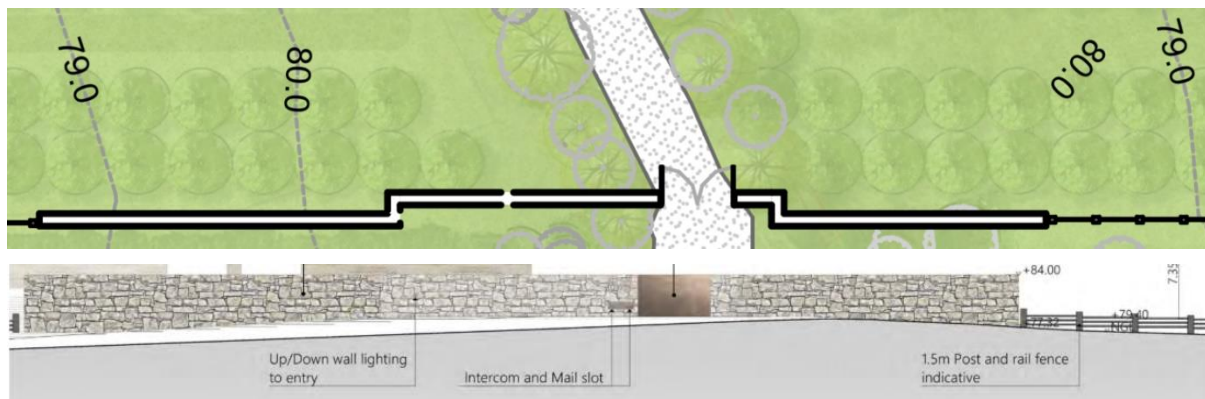 79.0
80.0
80.0
79.0
+84.00
7.35
+79.40
77.32
NGL
Up/Down wall lighting
to entry
Intercom and Mail slot
1.5m Post and rail fence
indicative